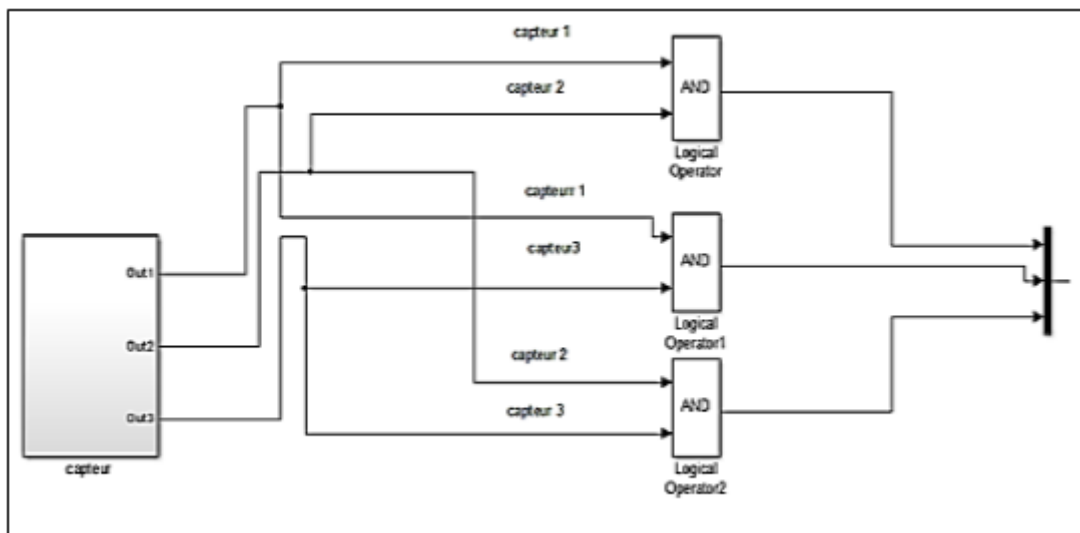 capteur 1
AND
capteur 2
Logical
Operator
capteurr 1
AND
capteur3
Logical
Operator1
Out1
Out2
Out3
capteur
capteur 2
AND
capteur 3
Logical
Operator2